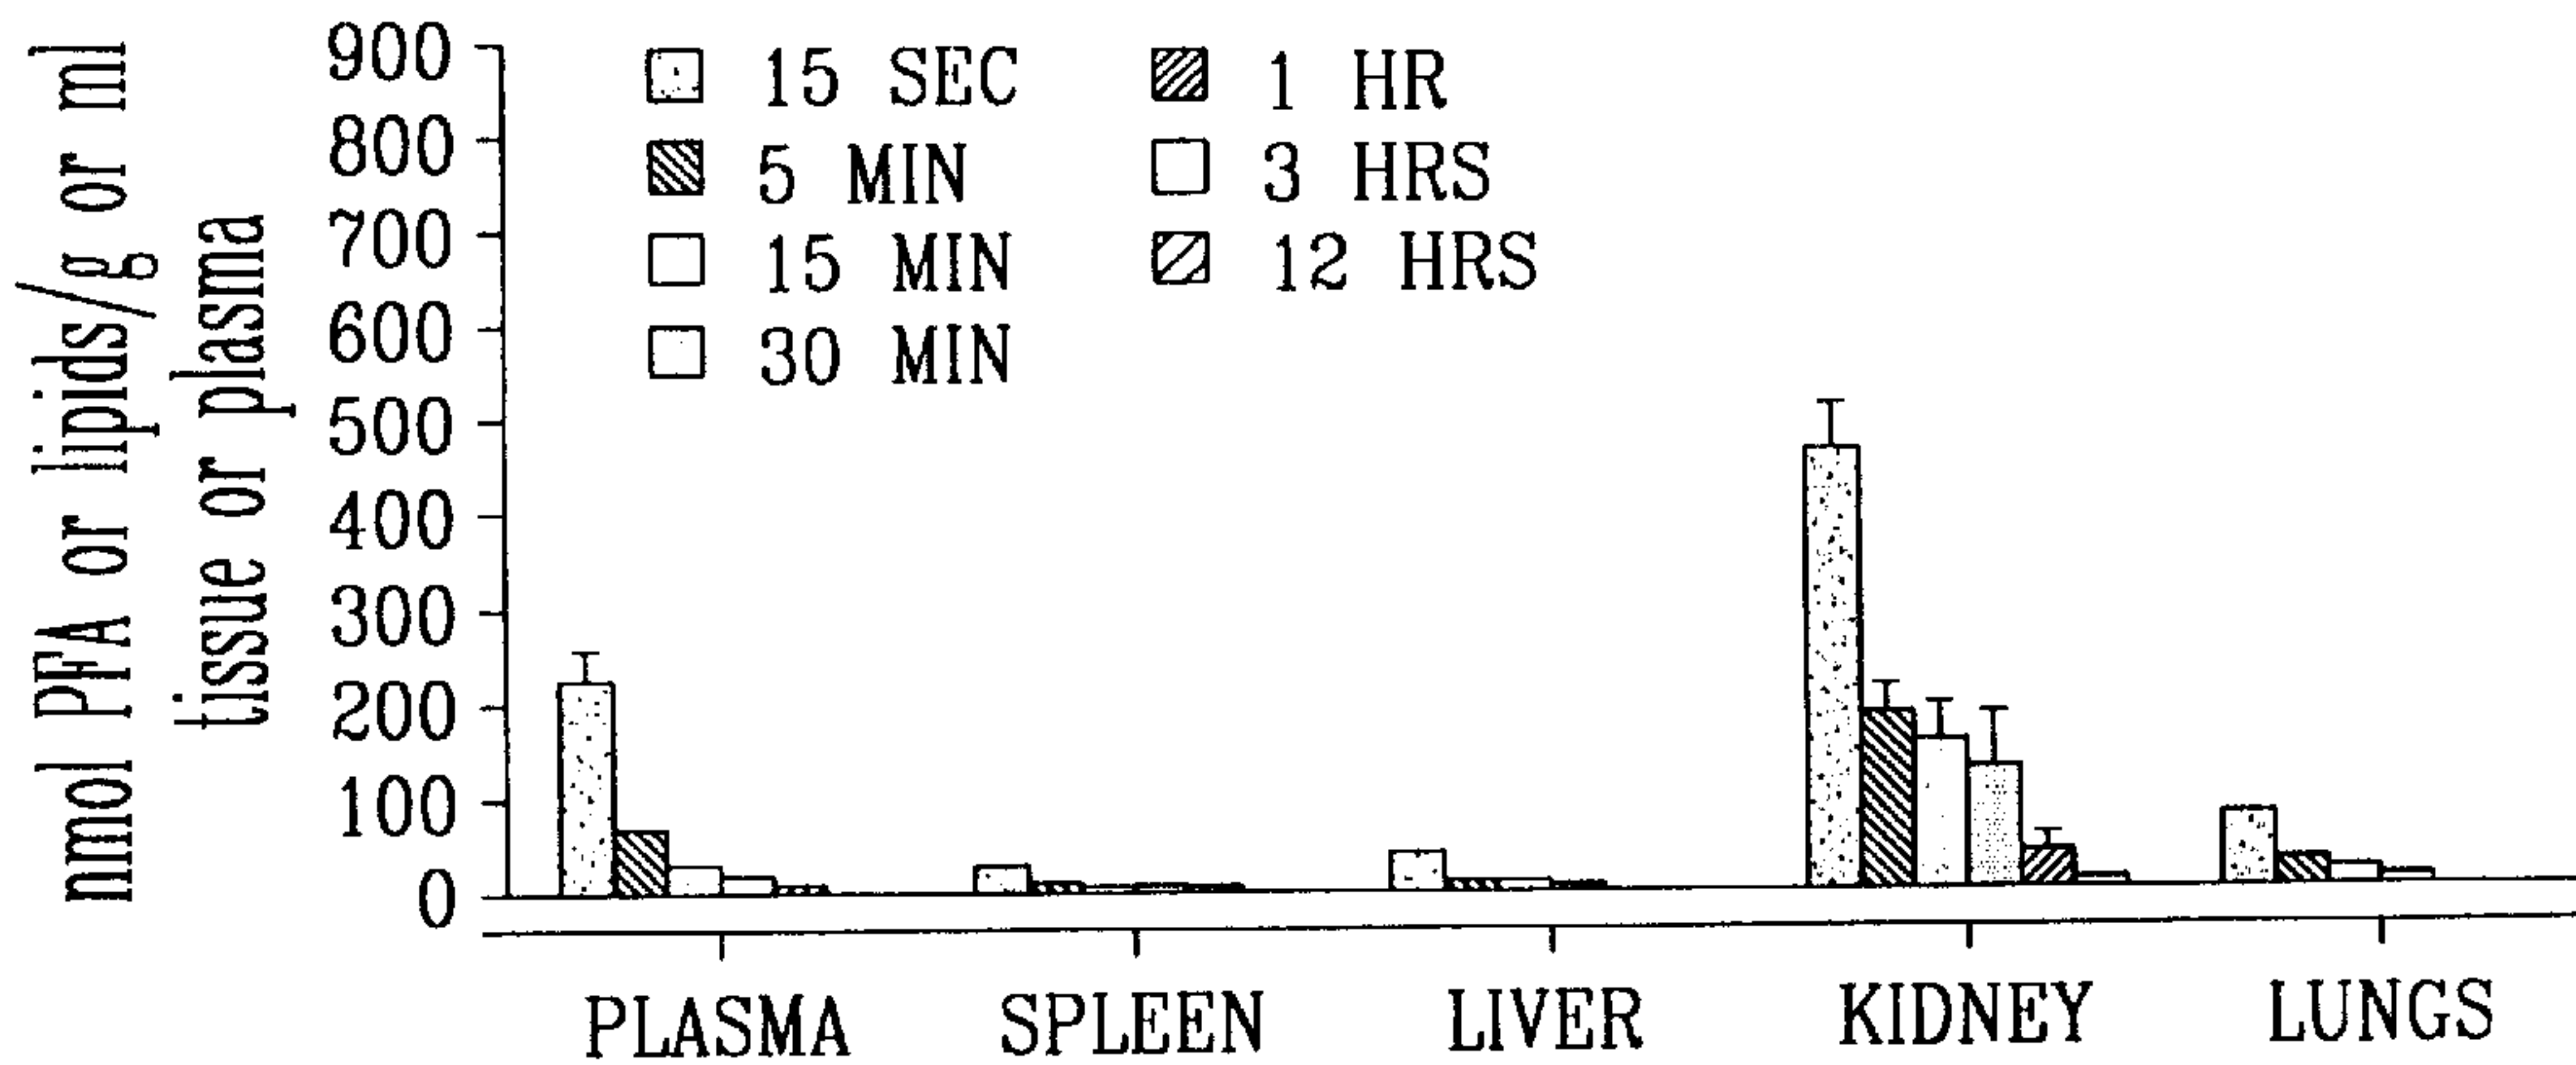 nmol PFA or lipids/g or ml
tissue or plasma
900
800
700
600
500
400
300
200
100
0
15 SEC
5 MIN
15 MIN
30 MIN
1 HR
3 HRS
12 HRS
PLASMA
SPLEEN
LIVER
KIDNEY
LUNGS